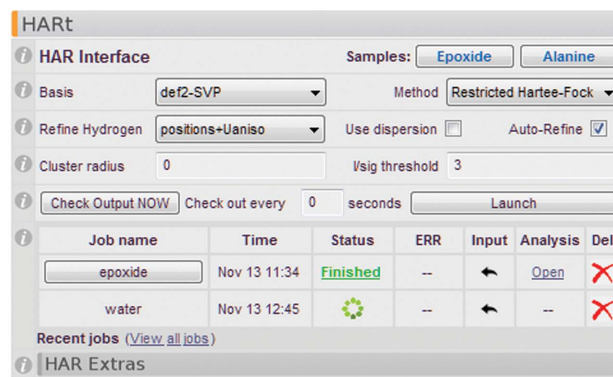 HARt
HAR Interface Samples: Epoxide Alanine
Basis def2-SVP Method Restricted Hartee-Fock
Refine Hydrogen positions+Uaniso Use dispersion Auto-Refine
Cluster radius 0 I/sig threshold 3
Check Output NOW Check out every 0 seconds Launch
Job name Time Status ERR Input Analysis Del
epoxide Nov 13 11:34 Finished -- Open
water Nov 13 12:45 -- --
Recent jobs (View all jobs)
HAR Extras